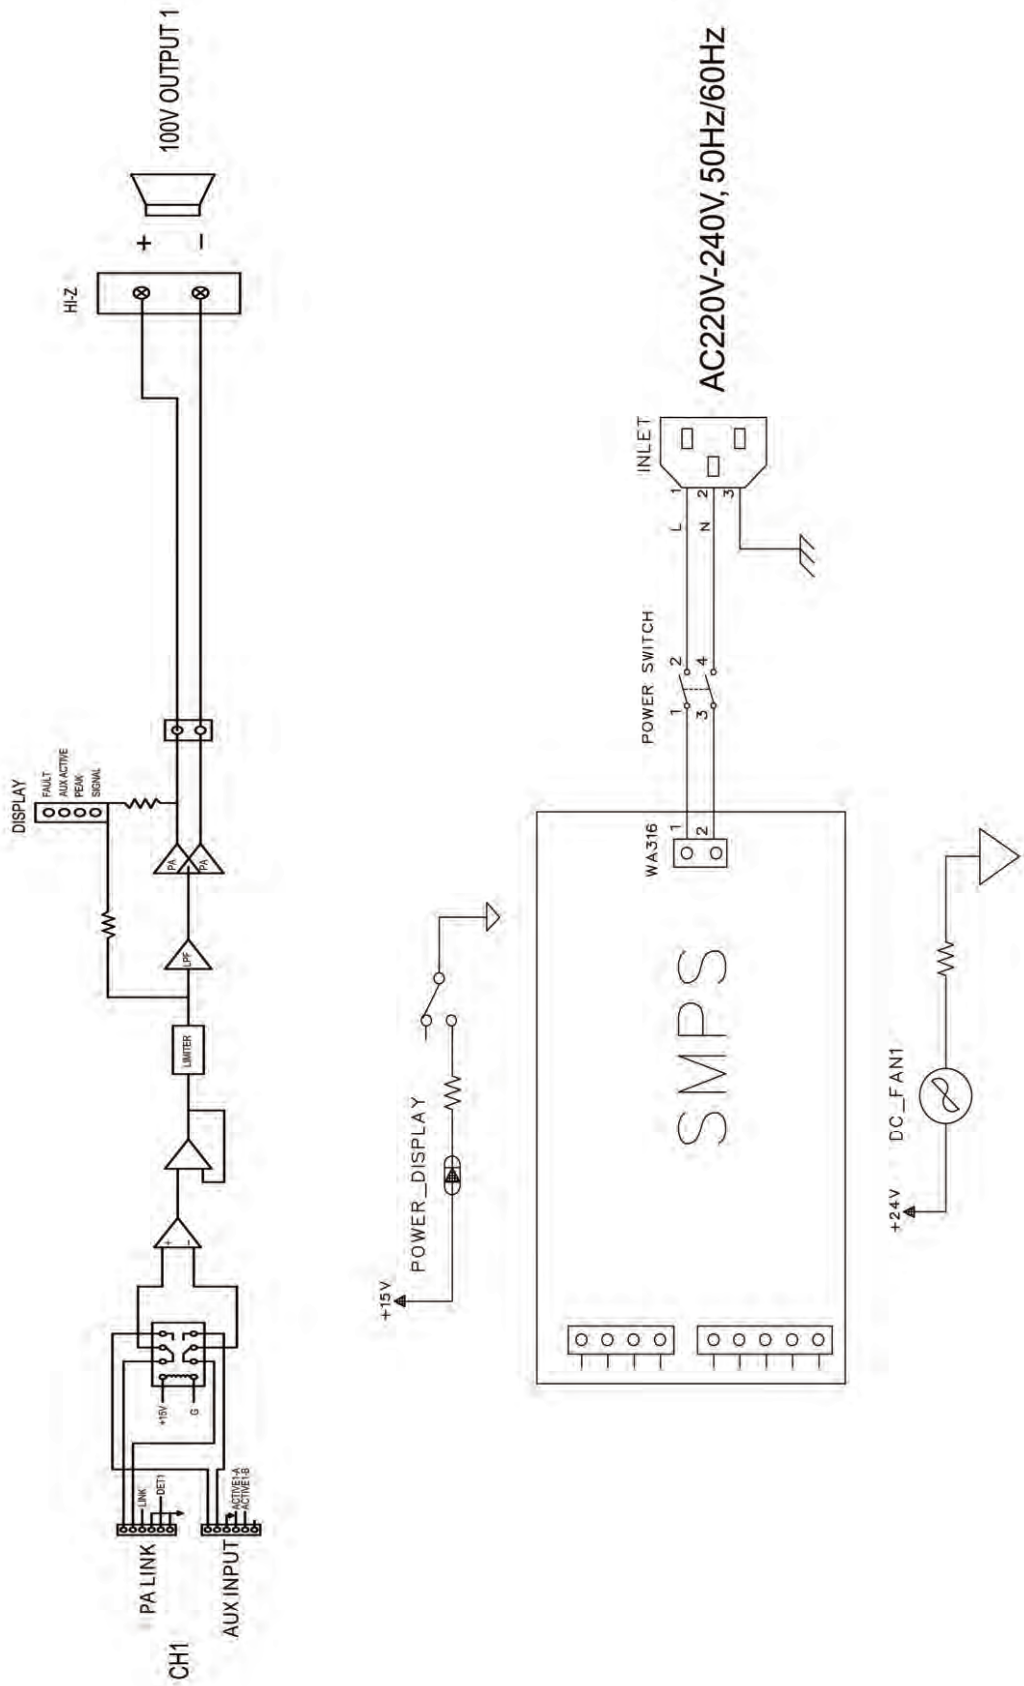 CH1
PA LINK
LINK
DET1
AUX INPUT
ACTIVE1-A
ACTIVE1-B
+15V
G
+
-
LIMITER
LPF
PA
PA
DISPLAY
FAULT
AUX ACTIVE
PEAK
SIGNAL
HI-Z
+
-
100V OUTPUT 1
+15V
POWER_DISPLAY
SMPS
WA316
1
2
POWER SWITCH
1
2
3
4
L
N
1
2
3
INLET
AC220V-240V, 50Hz/60Hz
+24V
DC_FAN1